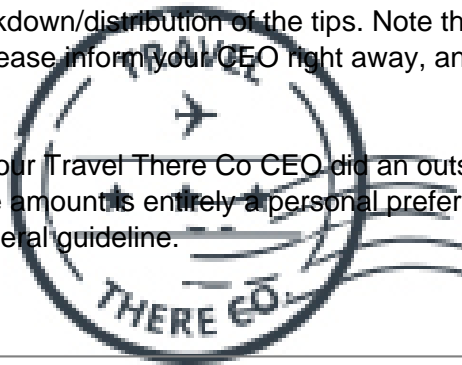 kdown/distribution of the tips. Note th
ease inform your CEO right away, an
TRAVEL
our Travel There Co CEO did an outs
e amount is entirely a personal prefer
eral guideline.
THERE CO.